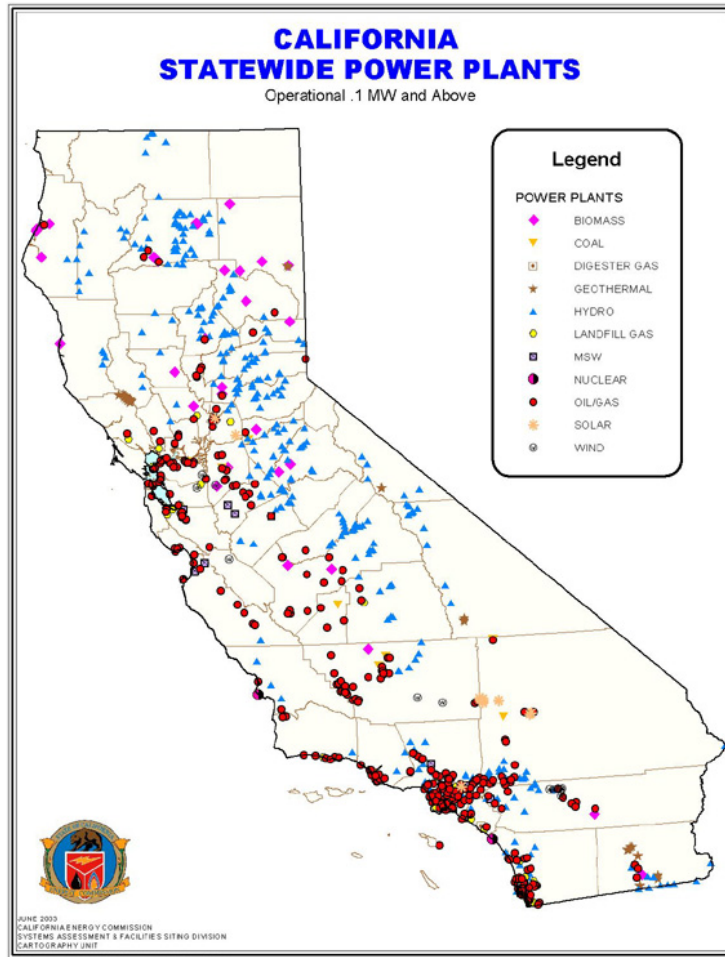 CALIFORNIA
STATEWIDE POWER PLANTS
Operational .1 MW and Above
Legend
POWER PLANTS
BIOMASS
COAL
DIGESTER GAS
GEOTHERMAL
HYDRO
LANDFILL GAS
MSW
NUCLEAR
OIL/GAS
SOLAR
WIND
JUNE 2003
CALIFORNIA ENERGY COMMISSION
SYSTEMS ASSESSMENT & FACILITIES SITING DIVISION
CARTOGRAPHY UNIT